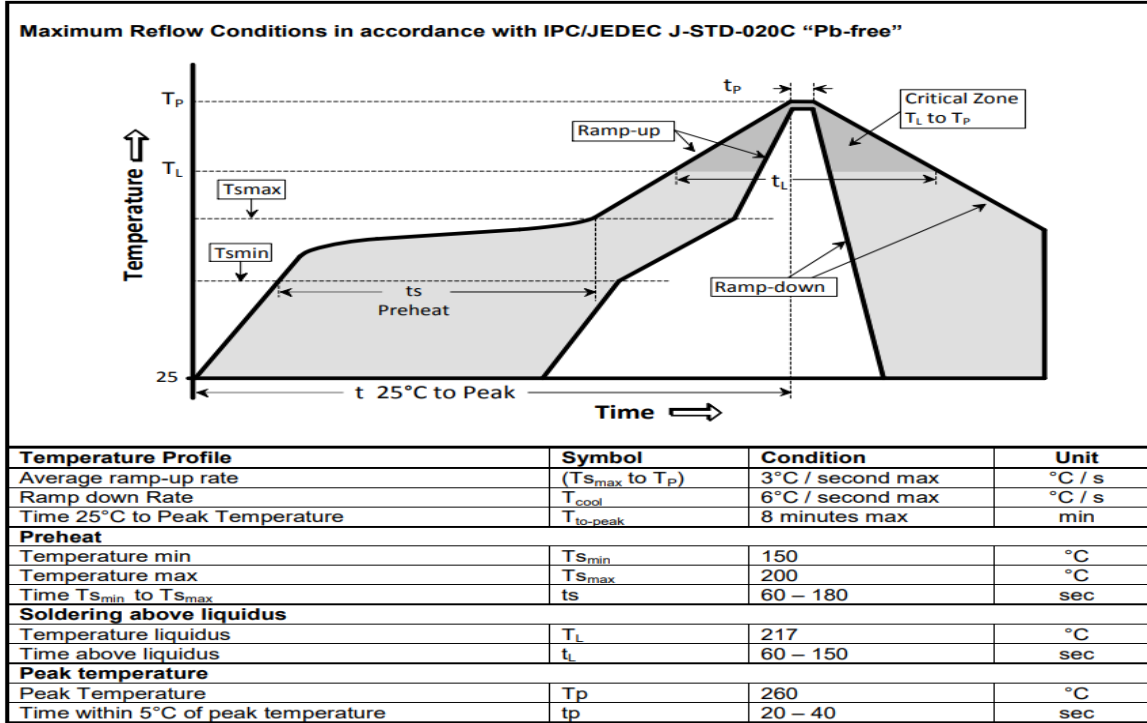 Maximum Reflow Conditions in accordance with IPC/JEDEC J-STD-020C “Pb-free”
tP
TP
Critical Zone
TL to TP
Ramp-up
Temperature
TL
tL
Tsmax
Tsmin
ts
Preheat
Ramp-down
25
t 25°C to Peak
Time
Temperature Profile Symbol Condition Unit
Average ramp-up rate (Tsmax to TP) 3°C / second max °C / s
Ramp down Rate Tcool 6°C / second max °C / s
Time 25°C to Peak Temperature Tto-peak 8 minutes max min
Preheat
Temperature min Tsmin 150 °C
Temperature max Tsmax 200 °C
Time Tsmin to Tsmax ts 60 – 180 sec
Soldering above liquidus
Temperature liquidus TL 217 °C
Time above liquidus tL 60 – 150 sec
Peak temperature
Peak Temperature Tp 260 °C
Time within 5°C of peak temperature tp 20 – 40 sec